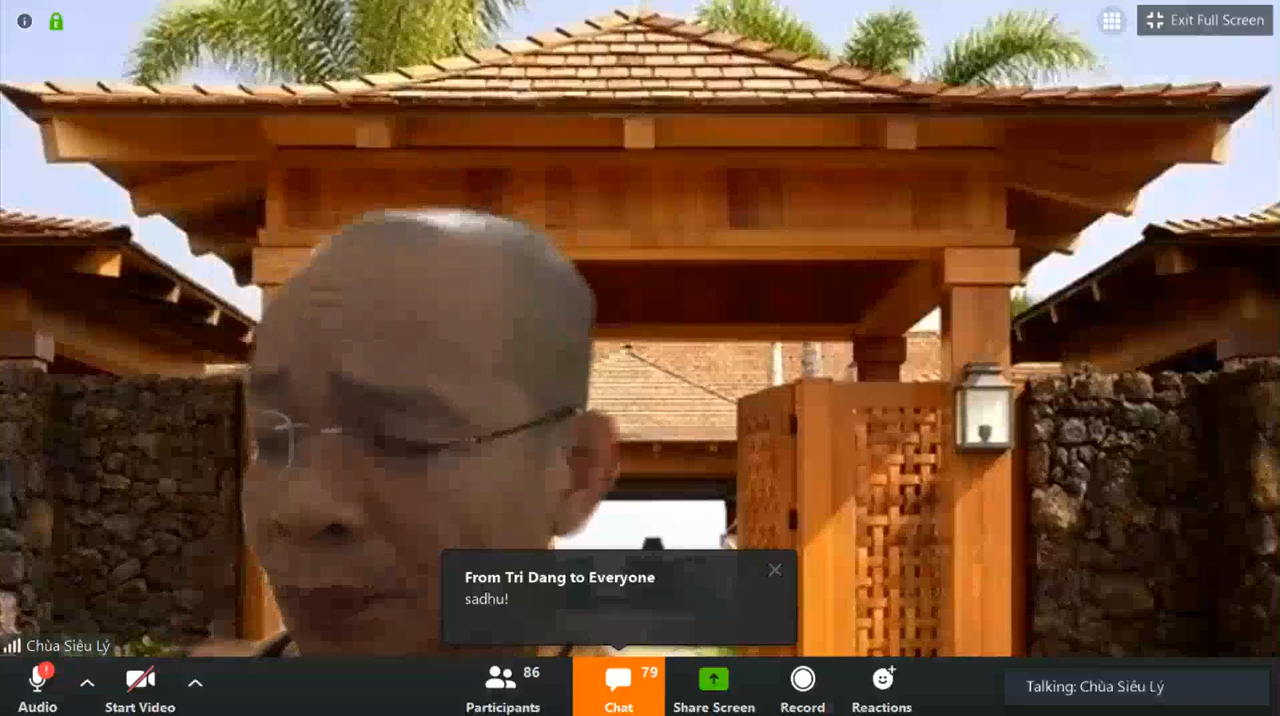 Exit Full Screen
From Tri Dang to Everyone
sadhu!
Chùa Siêu Lý
Audio
Start Video
86
Participants
79
Chat
Share Screen
Record
Reactions
Talking: Chùa Siêu Lý